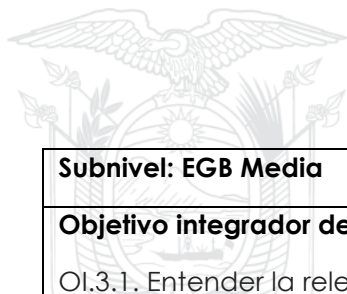 Subnivel: EGB Media
Objetivo integrador de
OI.3.1. Entender la rele